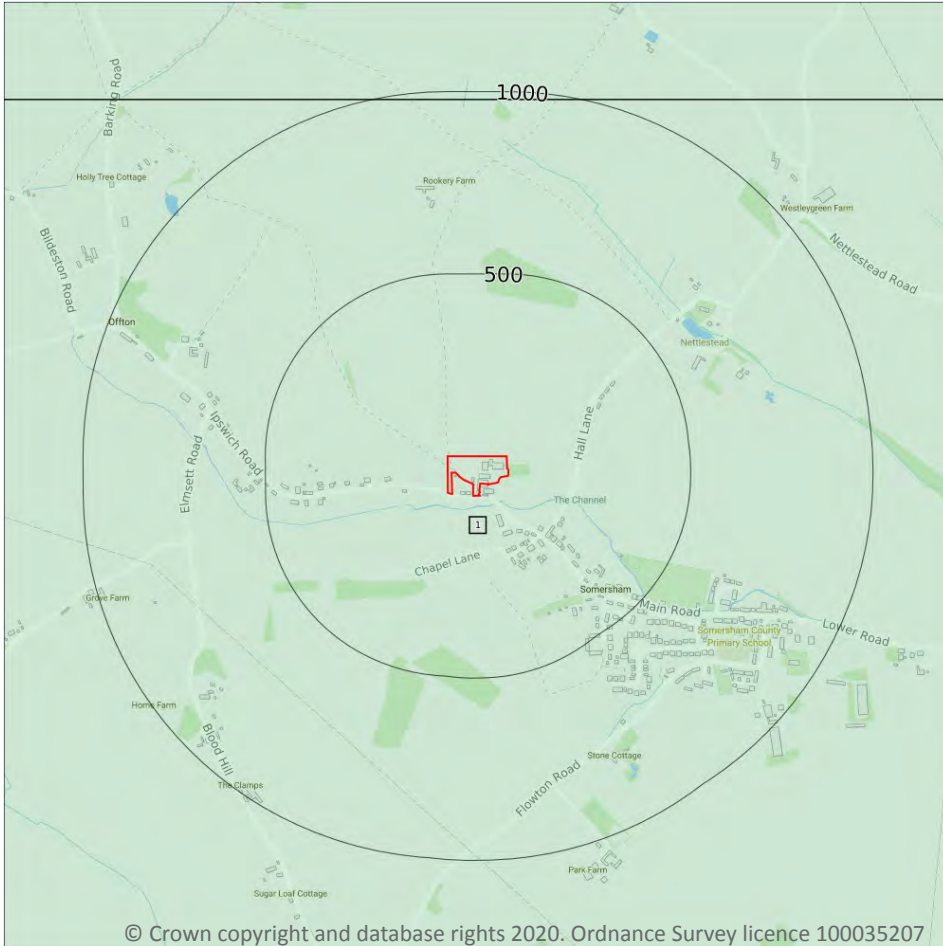 1000
Barking Road
Holly Tree Cottage
Rookery Farm
Westleygreen Farm
Bildeston Road
Nettlestead Road
500
Offton
Nettlestead
Hall Lane
Ipswich Road
Elmsett Road
The Channel
1
Chapel Lane
Somersham
Grove Farm
Main Road
Lower Road
Somersham County
Primary School
Home Farm
Blood Hill
Stone Cottage
The Clamps
Flowton Road
Park Farm
Sugar Loaf Cottage
© Crown copyright and database rights 2020. Ordnance Survey licence 100035207